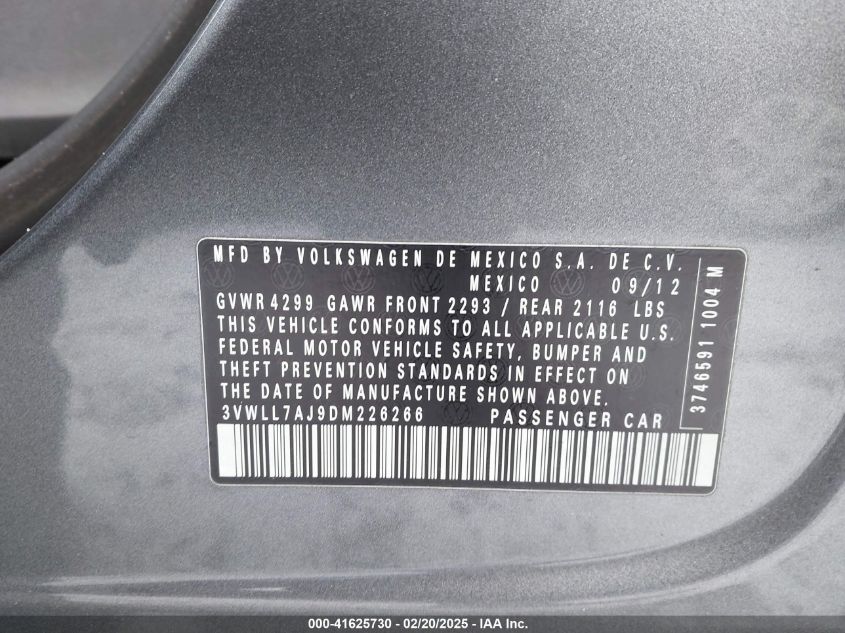 MFD BY VOLKSWAGEN DE MEXICO S.A. DE C.V.
MEXICO 09/12
GVWR 4299 GAWR FRONT 2293 / REAR 2116 LBS
THIS VEHICLE CONFORMS TO ALL APPLICABLE U.S.
FEDERAL MOTOR VEHICLE SAFETY, BUMPER AND
THEFT PREVENTION STANDARDS IN EFFECT ON
THE DATE OF MANUFACTURE SHOWN ABOVE.
3VWLL7AJ9DM226266 PASSENGER CAR
3746591 1004 M
000-41625730 - 02/20/2025 - IAA Inc.